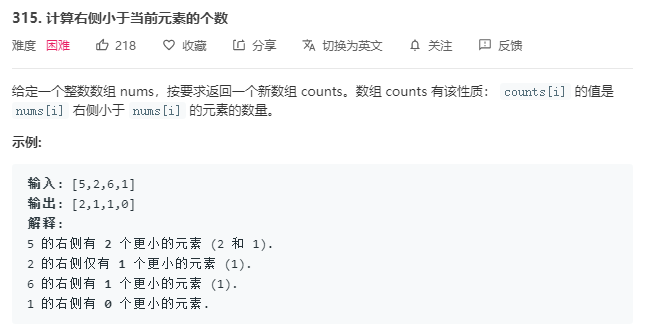 315. 计算右侧小于当前元素的个数
难度 困难 218 收藏 分享 切换为英文 关注 反馈
给定一个整数数组 nums，按要求返回一个新数组 counts。数组 counts 有该性质： counts[i] 的值是
nums[i] 右侧小于 nums[i] 的元素的数量。
示例:
输入: [5,2,6,1]
输出: [2,1,1,0]
解释:
5 的右侧有 2 个更小的元素 (2 和 1).
2 的右侧仅有 1 个更小的元素 (1).
6 的右侧有 1 个更小的元素 (1).
1 的右侧有 0 个更小的元素.